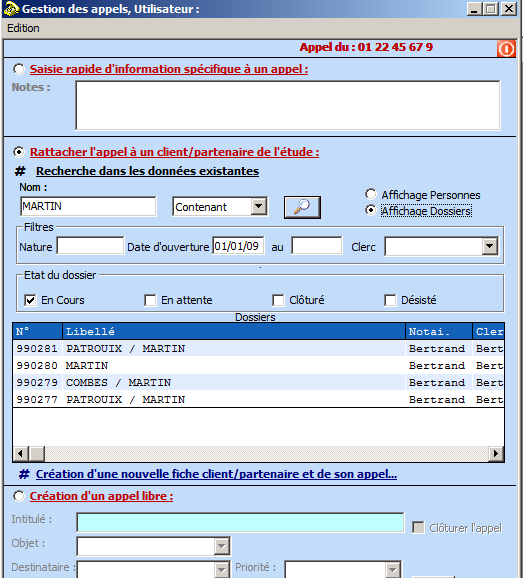 Gestion des appels, Utilisateur :
Edition
Appel du : 01 22 45 67 9
Saisie rapide d'information spécifique à un appel :
Notes :
Rattacher l'appel à un client/partenaire de l'étude :
# Recherche dans les données existantes
Nom :
MARTIN Contenant Affichage Personnes
Affichage Dossiers
Filtres
Nature Date d'ouverture 01/01/09 au Clerc
Etat du dossier
En Cours En attente Clôturé Désisté
Dossiers
N° Libellé Notai. Cler
990281 PATROUIX / MARTIN Bertrand Bert
990280 MARTIN Bertrand Bert
990279 COMBES / MARTIN Bertrand Bert
990277 PATROUIX / MARTIN Bertrand Bert
# Création d'une nouvelle fiche client/partenaire et de son appel...
Création d'un appel libre :
Intitulé : Clôturer l'appel
Objet :
Destinataire : Priorité :